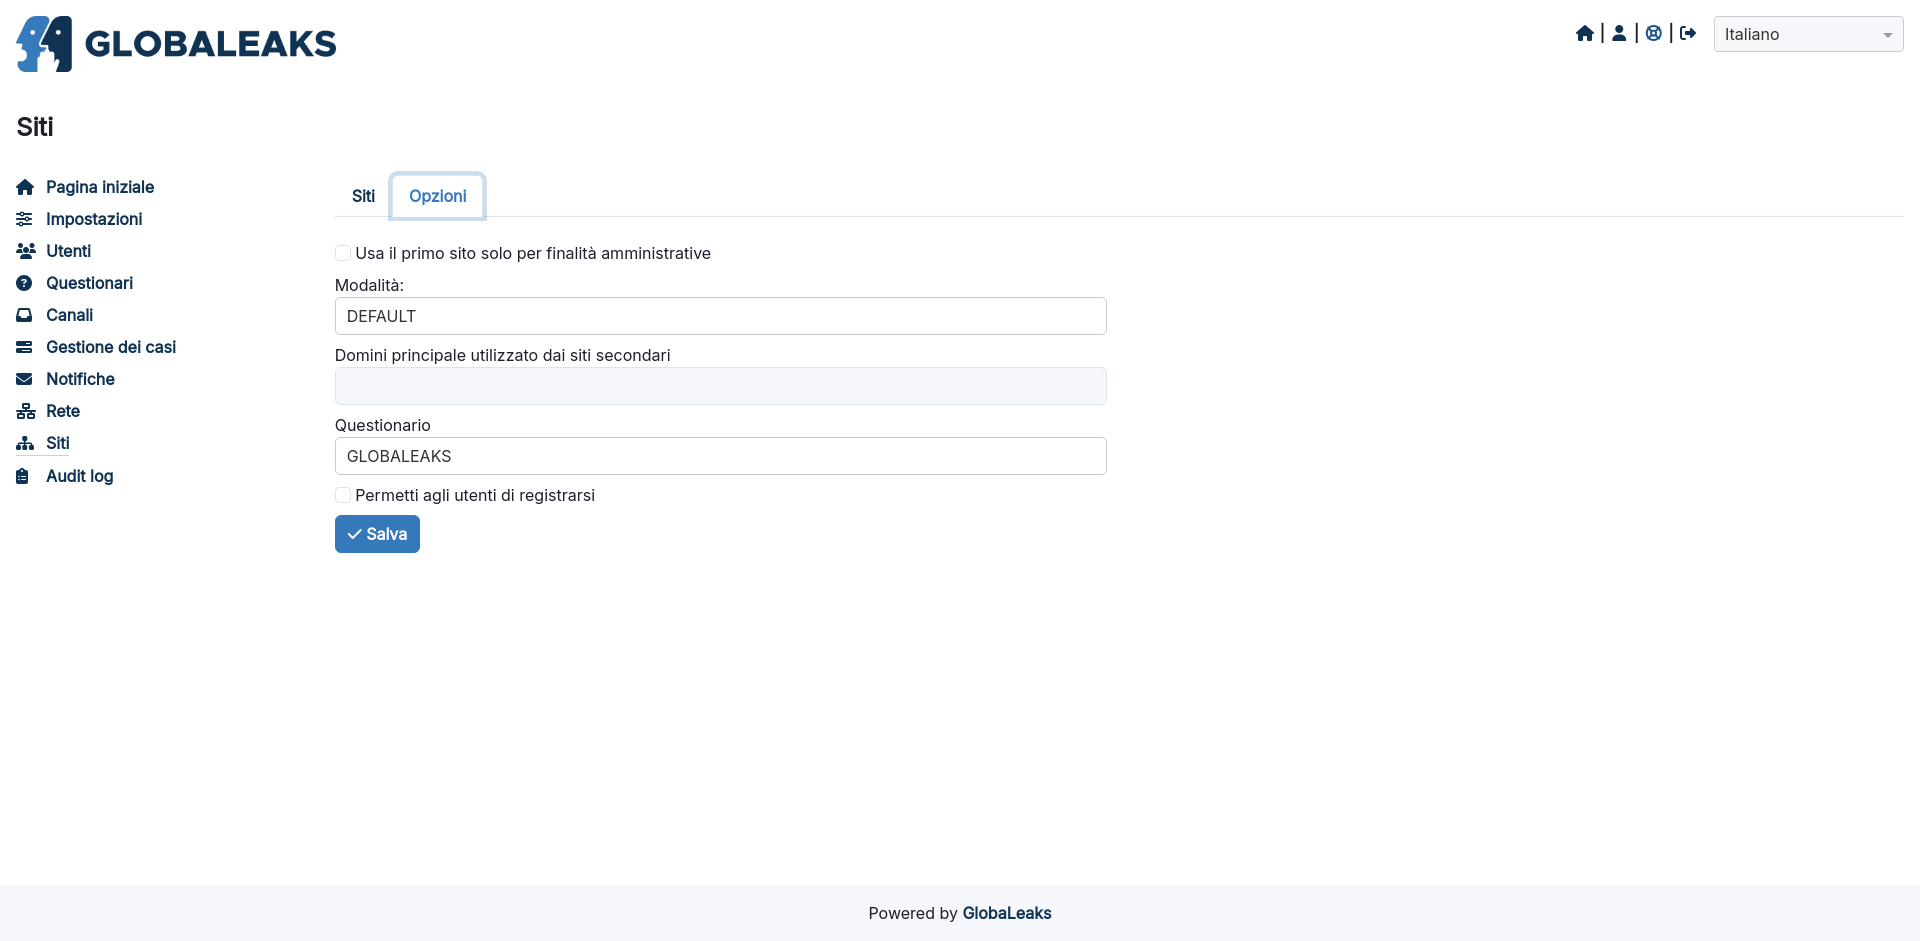 GLOBALEAKS
Italiano
Siti
Pagina iniziale
Impostazioni
Utenti
Questionari
Canali
Gestione dei casi
Notifiche
Rete
Siti
Audit log
Siti
Opzioni
Usa il primo sito solo per finalità amministrative
Modalità:
DEFAULT
Domini principale utilizzato dai siti secondari
Questionario
GLOBALEAKS
Permetti agli utenti di registrarsi
Salva
Powered by GlobaLeaks